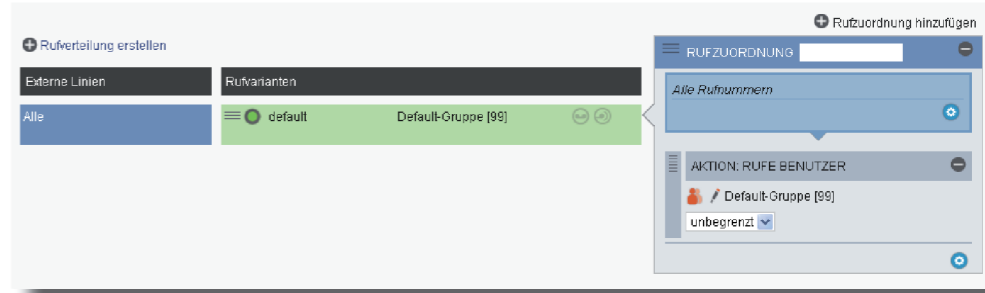 Rufzuordnung hinzufügen
Rufverteilung erstellen
RUFZUORDNUNG
Externe Linien
Rufvarianten
Alle Rufnummern
Alle
default
Default-Gruppe [99]
AKTION: RUFE BENUTZER
Default-Gruppe [99]
unbegrenzt